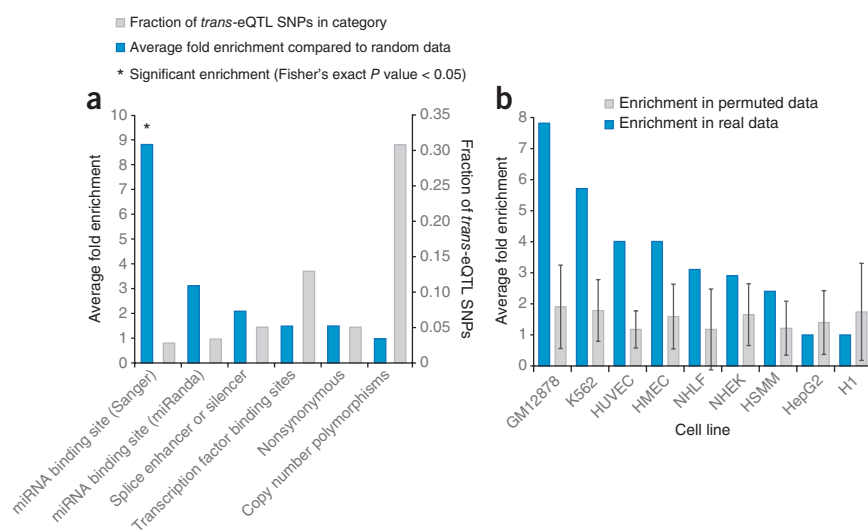 Fraction of trans-eQTL SNPs in category
Average fold enrichment compared to random data
* Significant enrichment (Fisher's exact P value < 0.05)
a
Average fold enrichment
10
9
8
7
6
5
4
3
2
1
0
*
0.35
0.30
0.25
0.20
0.15
0.10
0.05
0
Fraction of trans-eQTL SNPs
miRNA binding site (Sanger)
miRNA binding site (miRanda)
Splice enhancer or silencer
Transcription factor binding sites
Nonsynonymous
Copy number polymorphisms
b
Enrichment in permuted data
Enrichment in real data
Average fold enrichment
8
7
6
5
4
3
2
1
0
GM12878
K562
HUVEC
HMEC
NHLF
NHEK
HSMM
HepG2
H1
Cell line